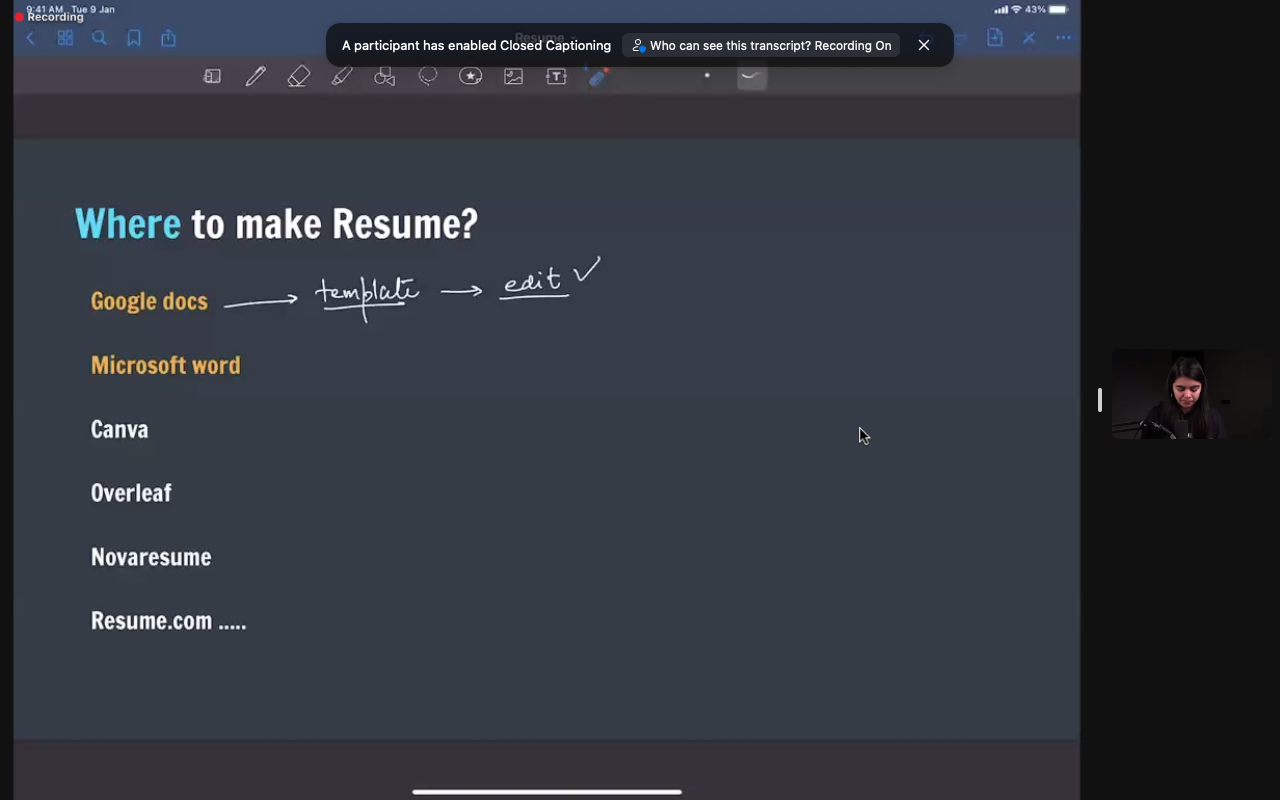 9:41 AM Tue 9 Jan
Recording
43%
Resume
A participant has enabled Closed Captioning
Who can see this transcript? Recording On
Where to make Resume?
Google docs → template → edit ✓
Microsoft word
Canva
Overleaf
Novaresume
Resume.com .....